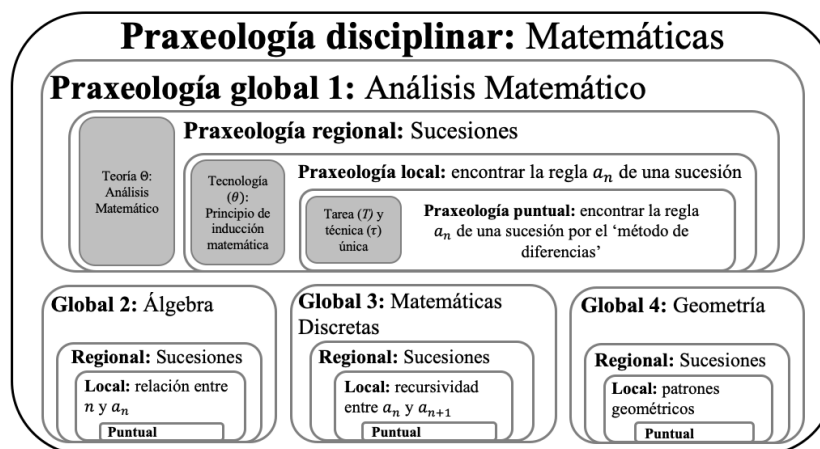 Praxeología disciplinar: Matemáticas
Praxeología global 1: Análisis Matemático
Praxeología regional: Sucesiones
Teoría Θ:
Análisis
Matemático
Praxeología local: encontrar la regla aₙ de una sucesión
Tecnología
(θ):
Principio de
inducción
matemática
Tarea (T) y
técnica (τ)
única
Praxeología puntual: encontrar la regla
aₙ de una sucesión por el ‘método de
diferencias’
Global 2: Álgebra
Regional: Sucesiones
Local: relación entre
n y aₙ
Puntual
Global 3: Matemáticas
Discretas
Regional: Sucesiones
Local: recursividad
entre aₙ y aₙ₊₁
Puntual
Global 4: Geometría
Regional: Sucesiones
Local: patrones
geométricos
Puntual